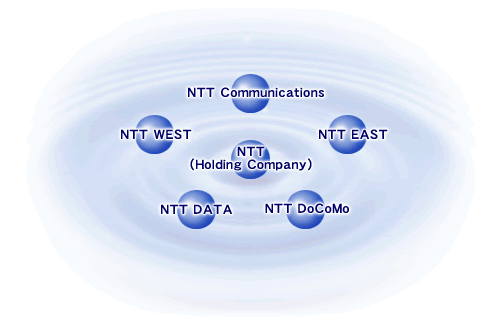 NTT Communications
NTT WEST
NTT EAST
NTT
(Holding Company)
NTT DATA
NTT DoCoMo